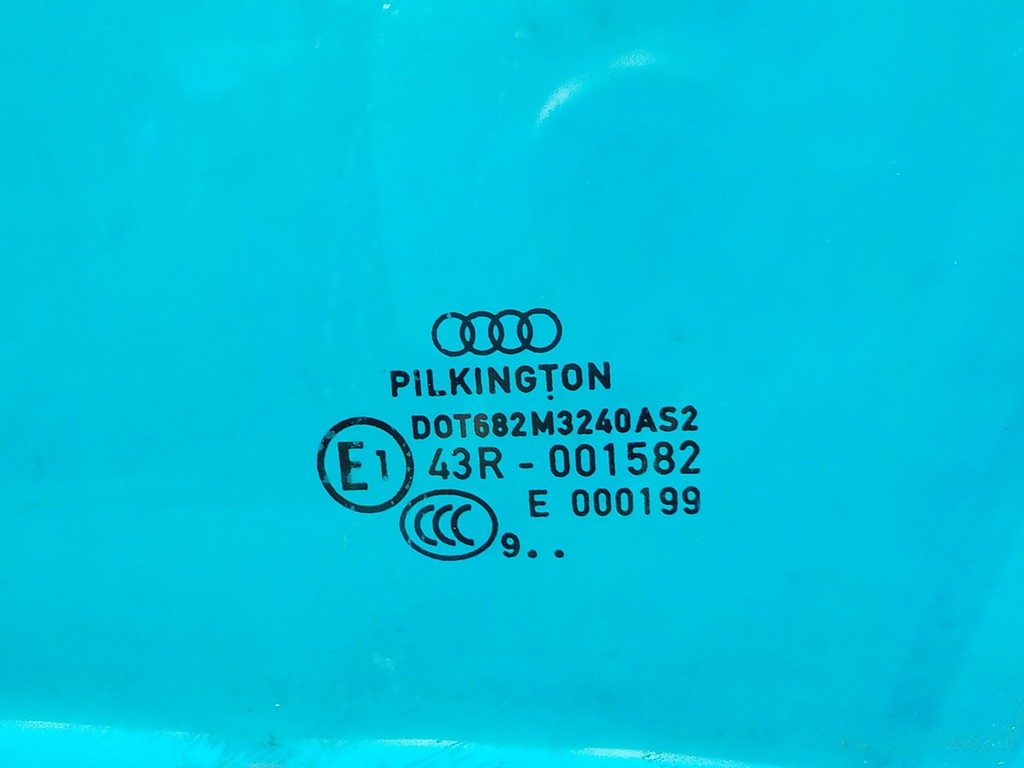 PILKINGTON
DOT682M3240AS2
E1 43R - 001582
E 000199
CCC 9..